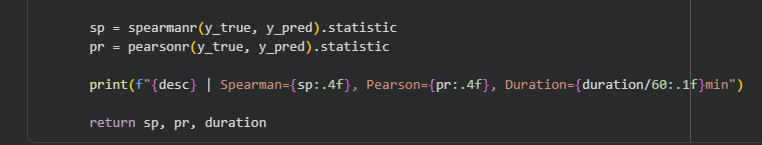 sp = spearmanr(y_true, y_pred).statistic
pr = pearsonr(y_true, y_pred).statistic
print(f"{desc} | Spearman={sp:.4f}, Pearson={pr:.4f}, Duration={duration/60:.1f}min")
return sp, pr, duration